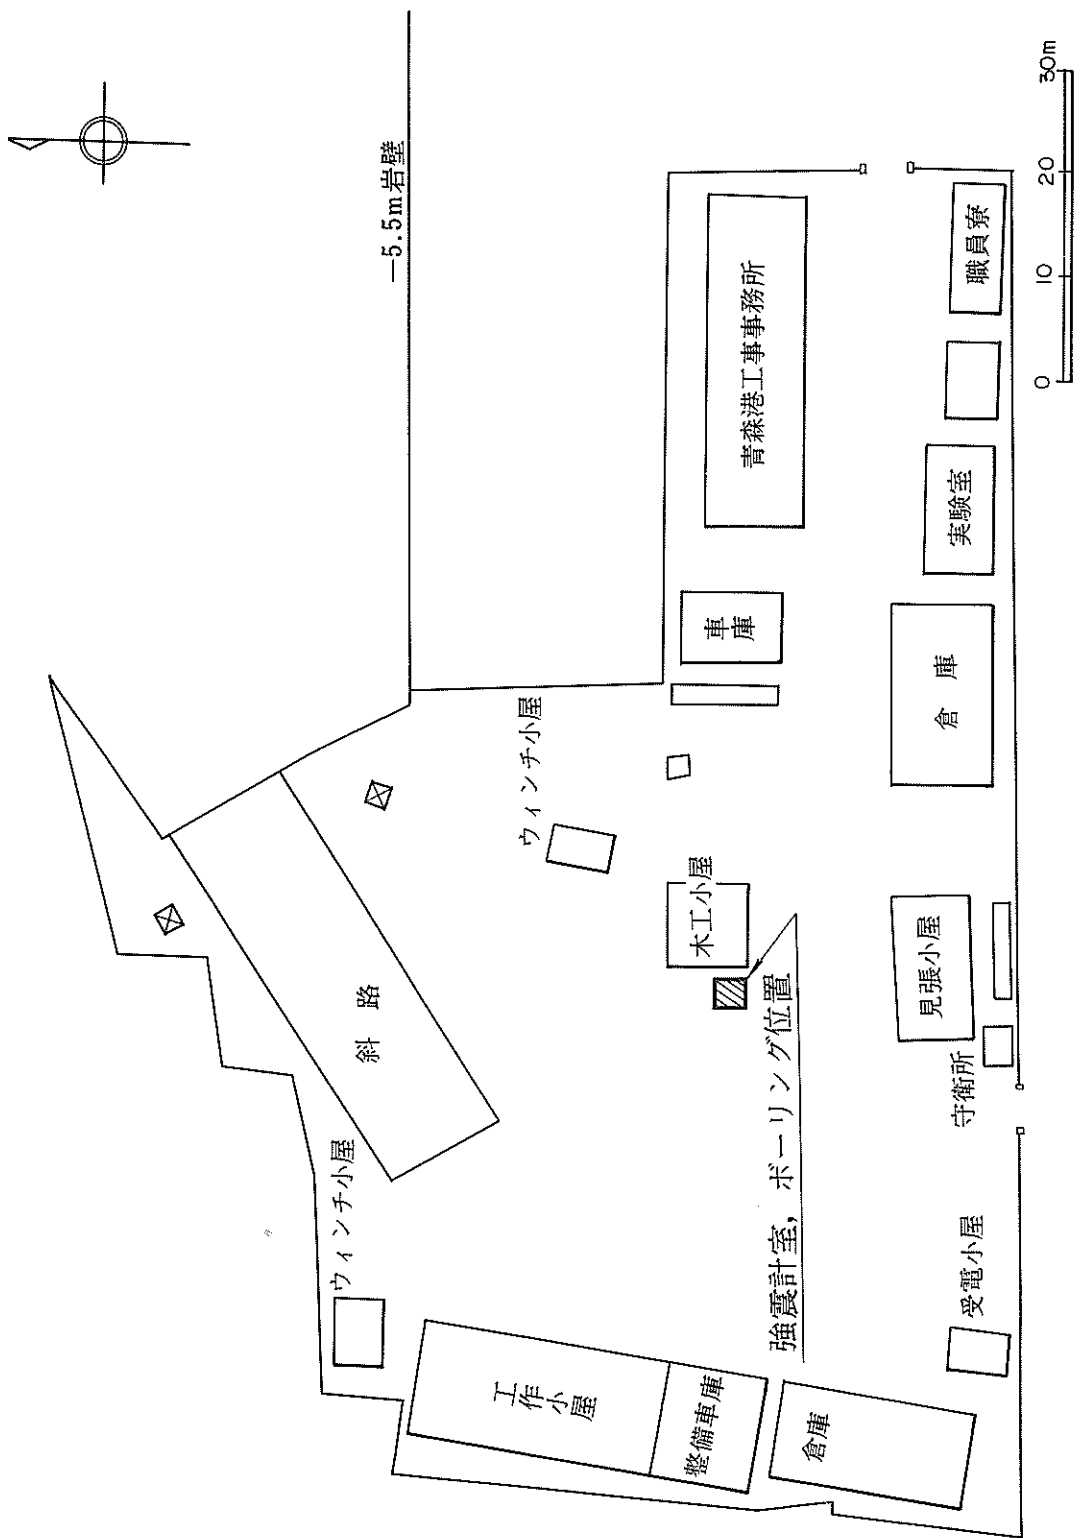 −5.5m岩壁
ウィンチ小屋
斜路
ウィンチ小屋
工作
小屋
整備車庫
倉庫
木工小屋
強震計室，ボーリング位置
車庫
青森港工事事務所
受電小屋
守衛所
見張小屋
倉庫
実験室
職員寮
0 10 20 30m